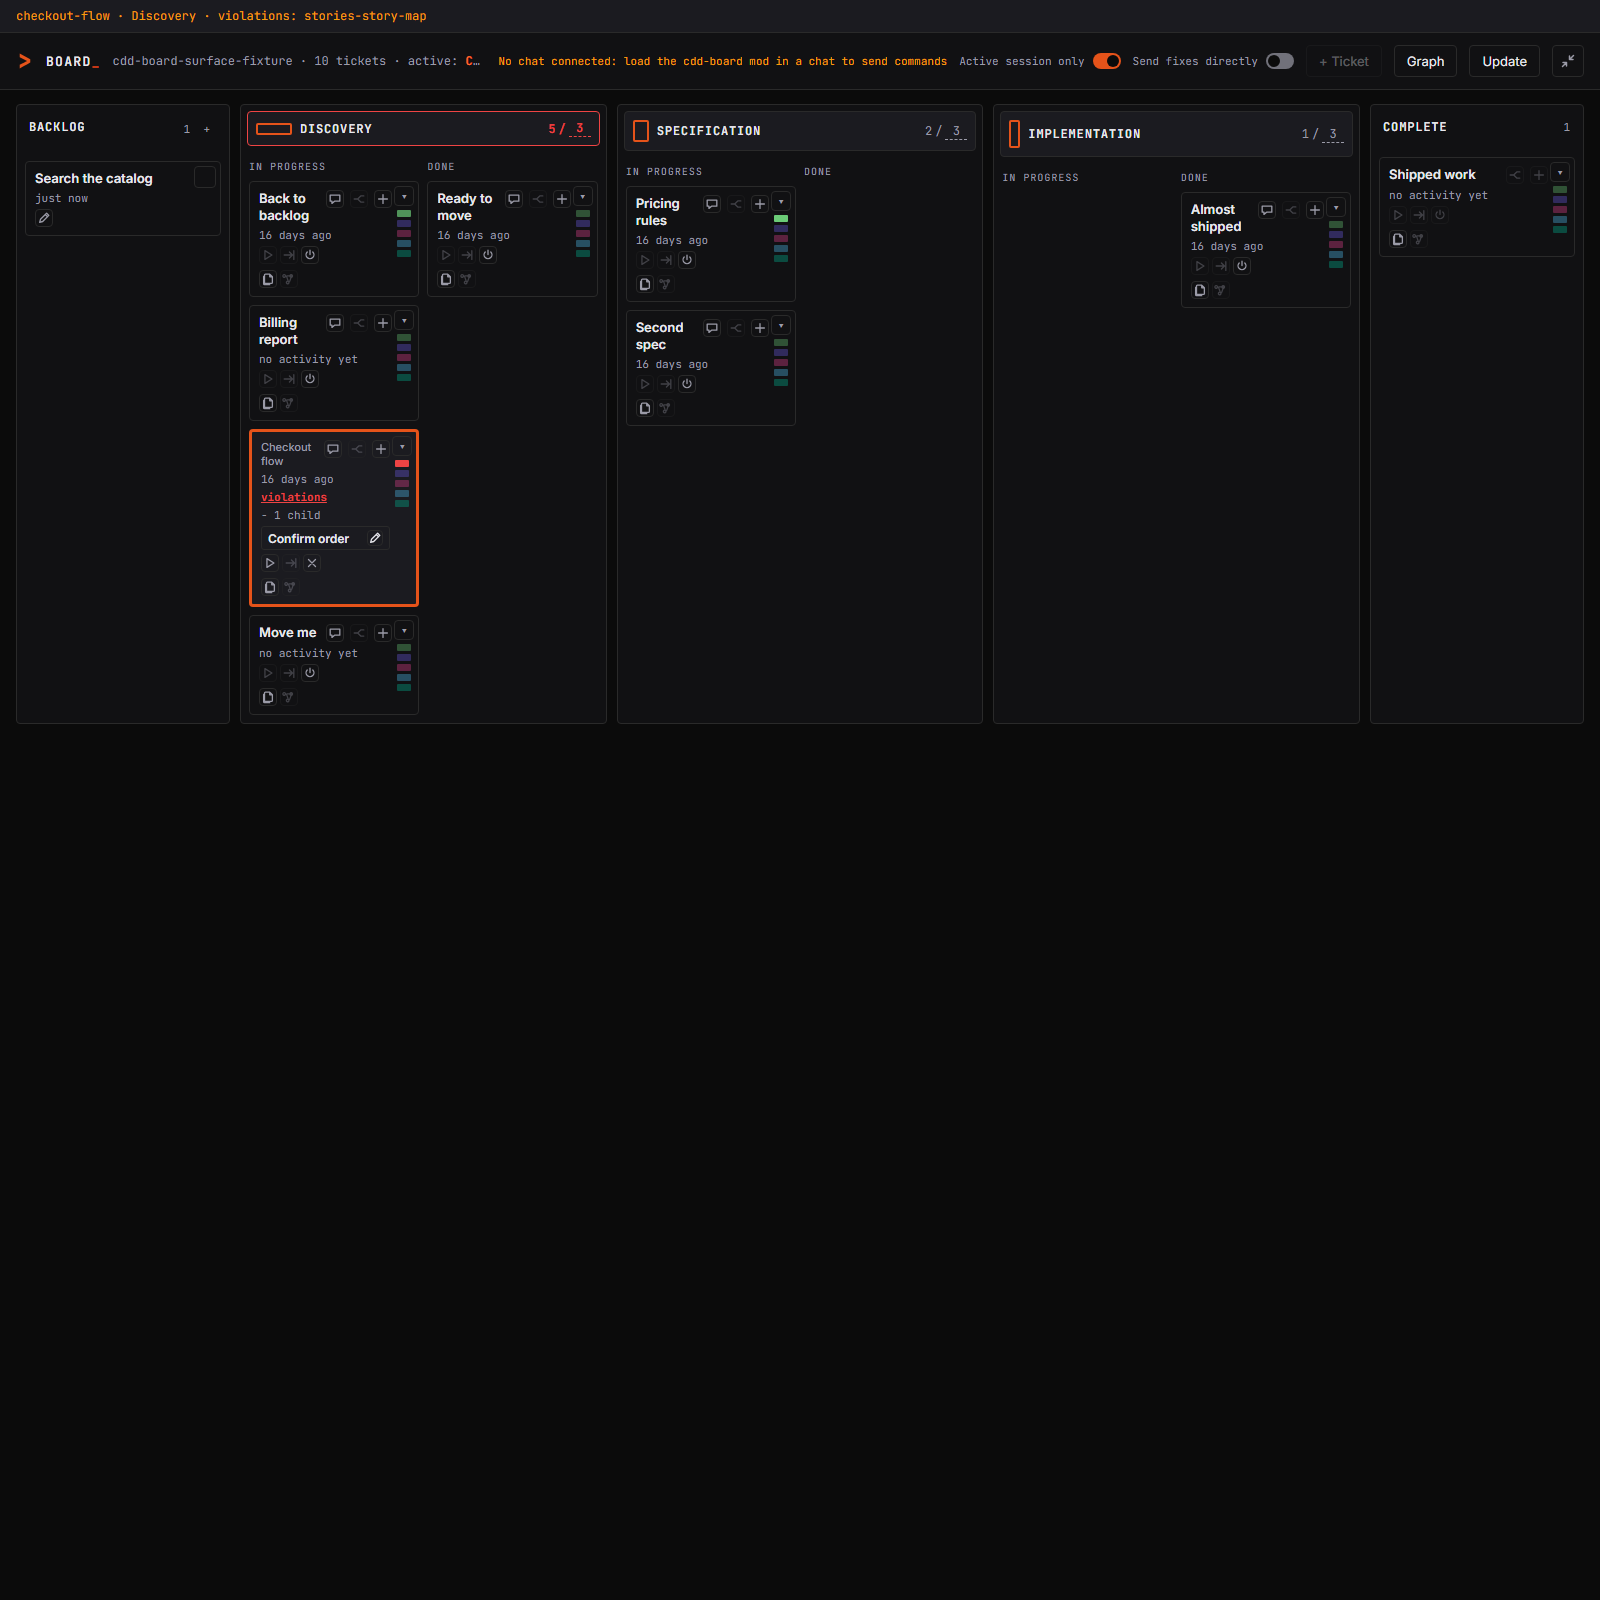 checkout-flow · Discovery · violations: stories-story-map
> BOARD_ cdd-board-surface-fixture · 10 tickets · active: C… No chat connected: load the cdd-board mod in a chat to send commands Active session only Send fixes directly + Ticket Graph Update
BACKLOG 1 +
Search the catalog
just now
DISCOVERY 5 / 3
IN PROGRESS
Back to
backlog
16 days ago
Billing
report
no activity yet
Checkout
flow
16 days ago
violations
- 1 child
Confirm order
Move me
no activity yet
DONE
Ready to
move
16 days ago
SPECIFICATION 2 / 3
IN PROGRESS
Pricing
rules
16 days ago
Second
spec
16 days ago
DONE
IMPLEMENTATION 1 / 3
IN PROGRESS
DONE
Almost
shipped
16 days ago
COMPLETE 1
Shipped work
no activity yet